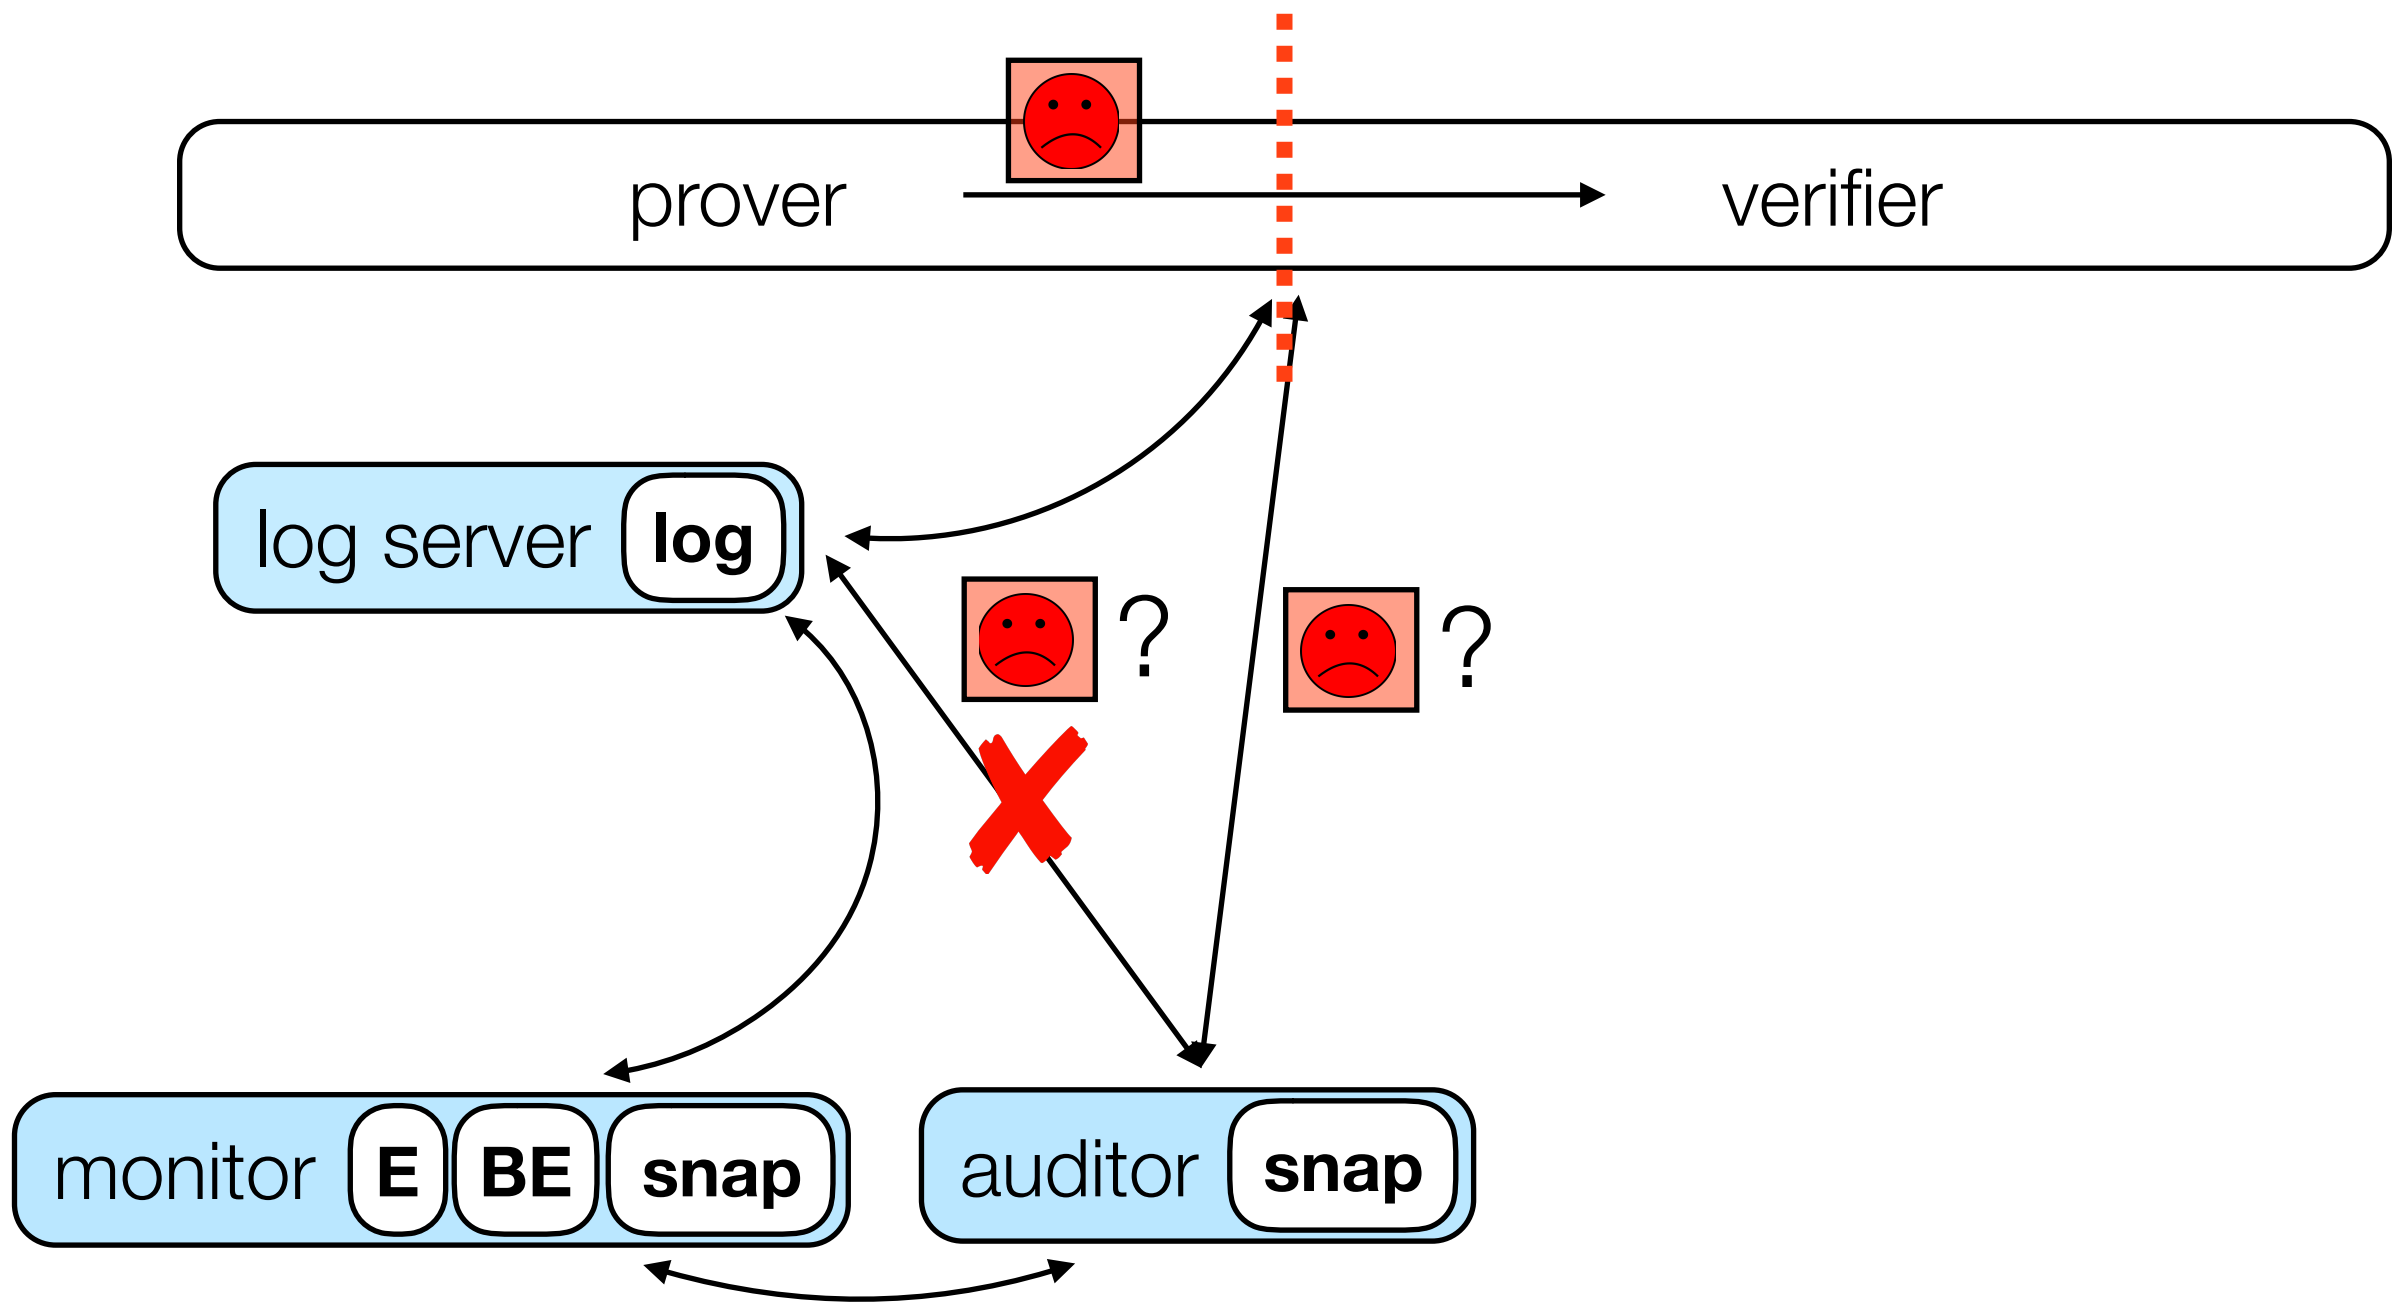 prover
verifier
log server log
? ?
monitor E BE snap
auditor snap